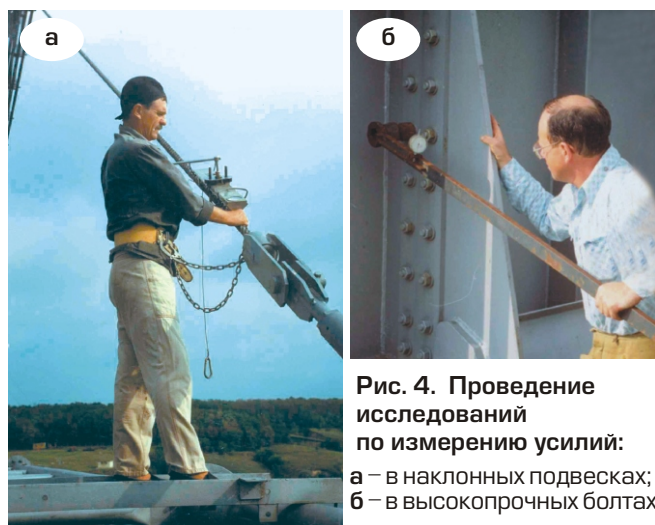 а
б
Рис. 4. Проведение
исследований
по измерению усилий:
а – в наклонных подвесках;
б – в высокопрочных болтах